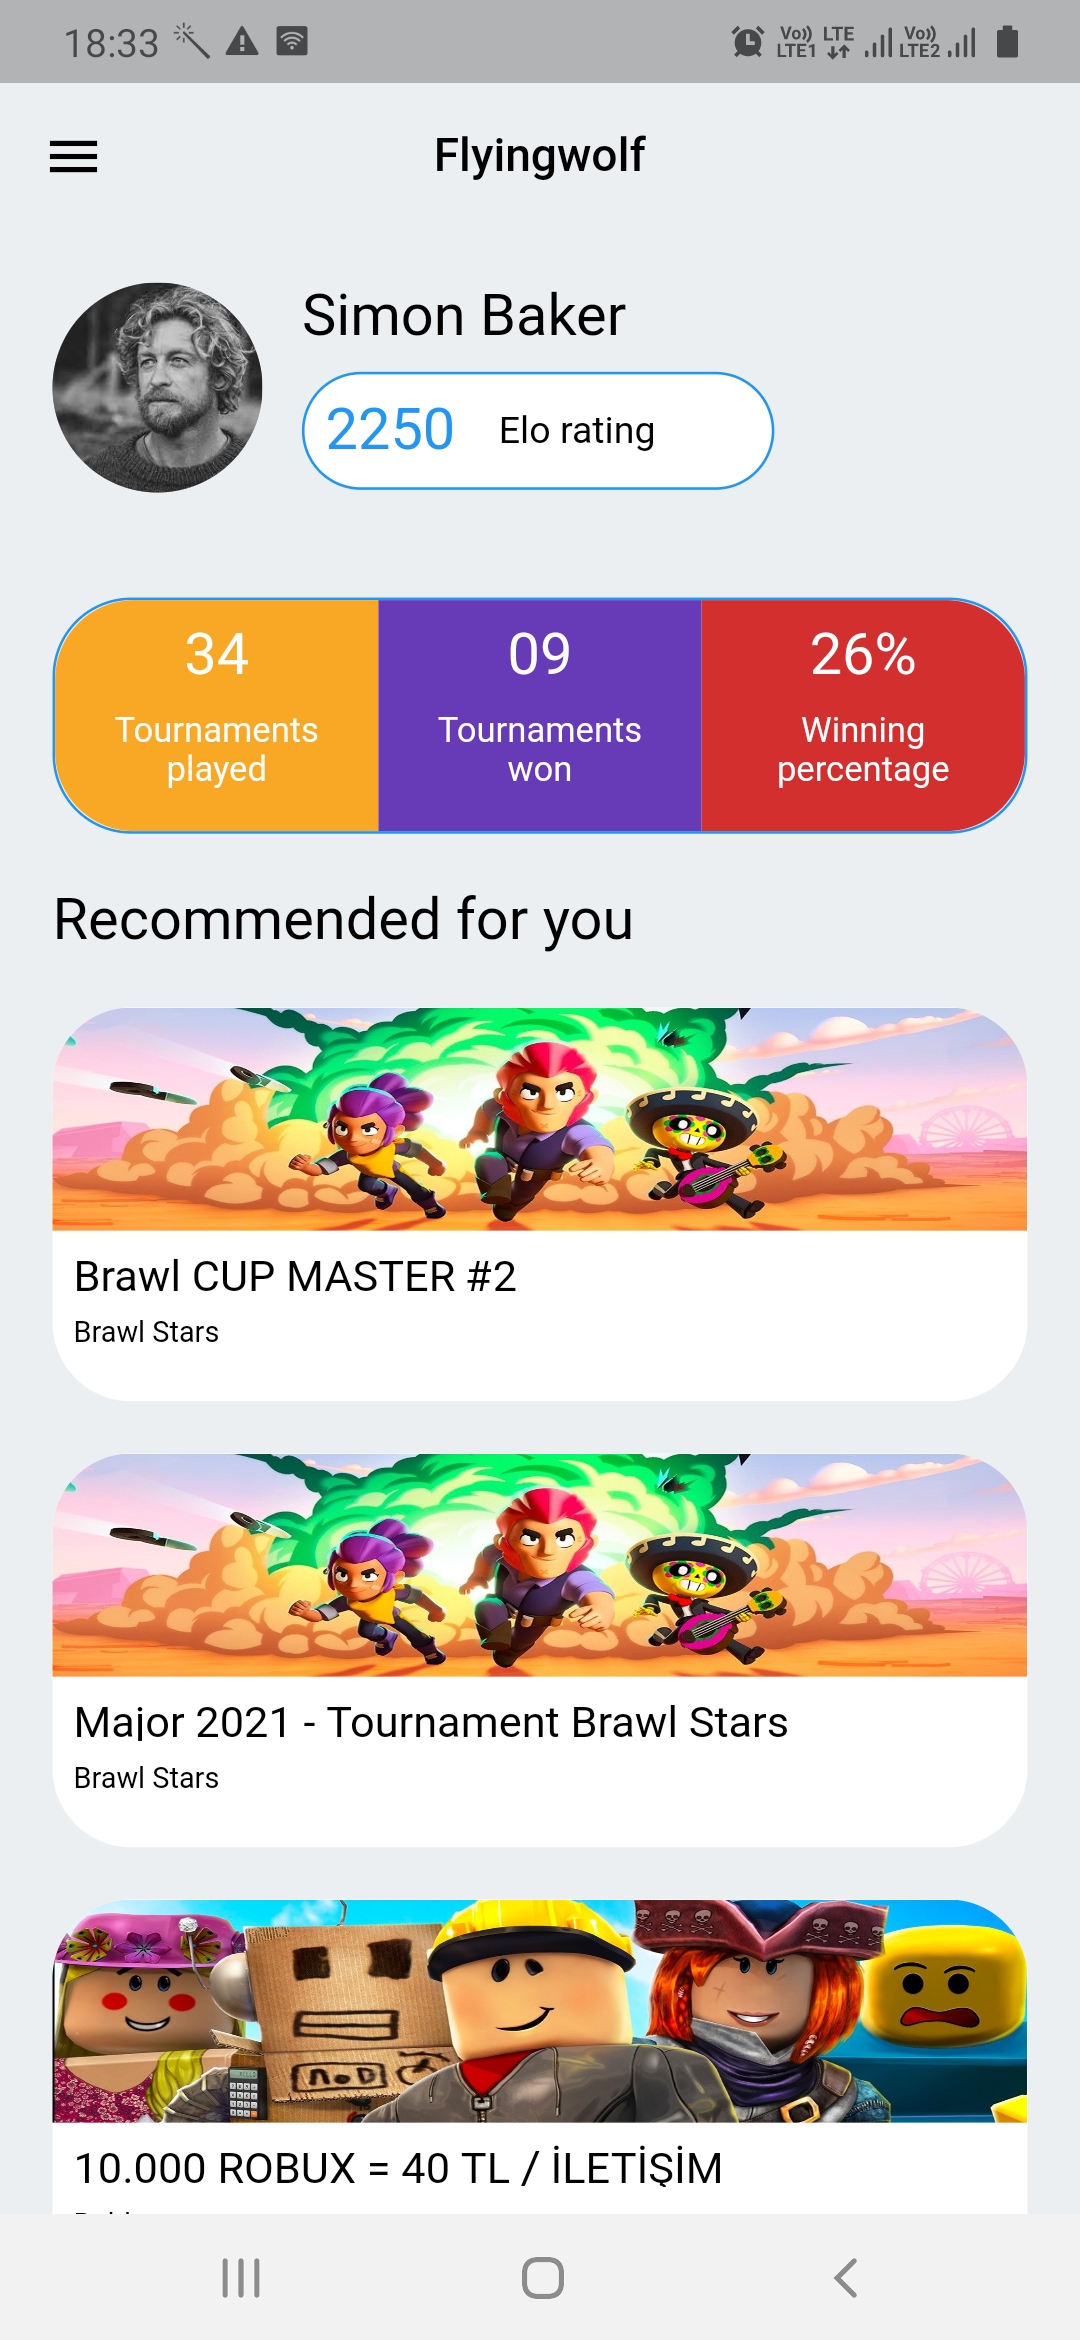 18:33
Vo)) LTE1 LTE Vo)) LTE2
Flyingwolf
Simon Baker
2250 Elo rating
34
Tournaments
played
09
Tournaments
won
26%
Winning
percentage
Recommended for you
Brawl CUP MASTER #2
Brawl Stars
Major 2021 - Tournament Brawl Stars
Brawl Stars
10.000 ROBUX = 40 TL / İLETİŞİM